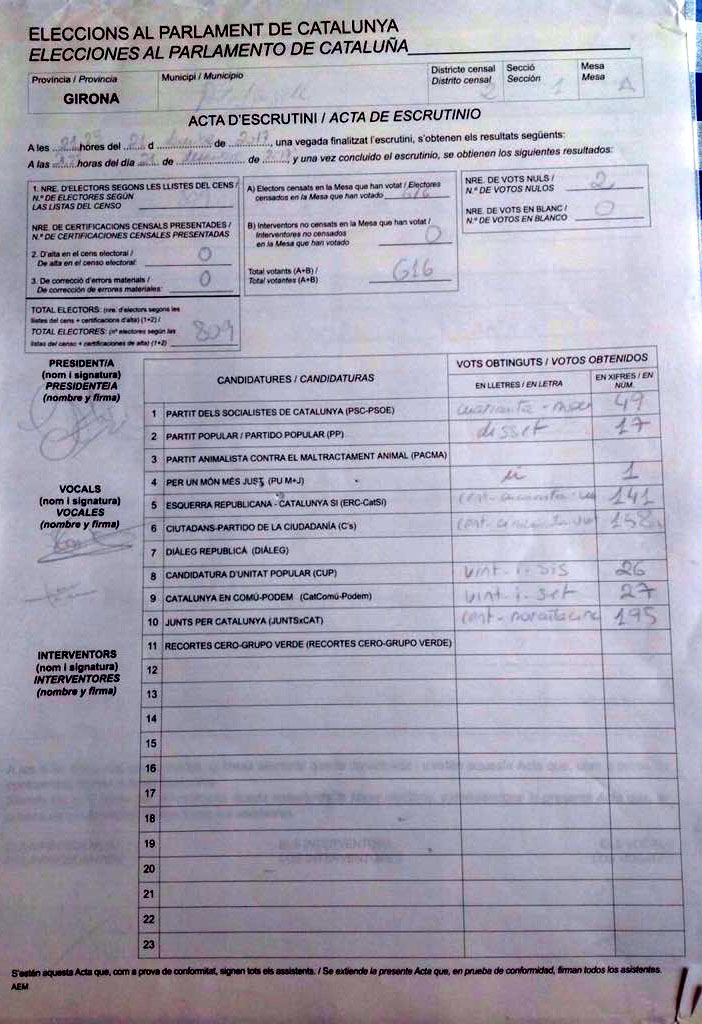 ELECCIONS AL PARLAMENT DE CATALUNYA
ELECCIONES AL PARLAMENTO DE CATALUÑA
Província / Provincia Municipi / Municipio Districte censal Secció Mesa
Distrito censal Sección Mesa
GIRONA 2 1 A
ACTA D'ESCRUTINI / ACTA DE ESCRUTINIO
A les hores del 21 d de 2017, una vegada finalitzat l'escrutini, s'obtenen els resultats següents:
A las horas del día 21 de de 2017, y una vez concluido el escrutinio, se obtienen los siguientes resultados:
1. NRE. D'ELECTORS SEGONS LES LLISTES DEL CENS /
N.º DE ELECTORES SEGÚN
LAS LISTAS DEL CENSO
NRE. DE CERTIFICACIONS CENSALS PRESENTADES /
N.º DE CERTIFICACIONES CENSALES PRESENTADAS
2. D'alta en el cens electoral: 0
De alta en el censo electoral:
3. De correcció d'errors materials / 0
De corrección de errores materiales:
TOTAL ELECTORS: (nre. d'electors segons les
llistes del cens + certificacions d'alta) (1+2) /
TOTAL ELECTORES: (nº electores según las 809
listas del censo + certificaciones de alta) (1+2)
A) Electors censats en la Mesa que han votat / Electores
censados en la Mesa que han votado 616
B) Interventors no censats en la Mesa que han votat /
Interventores no censados 0
en la Mesa que han votado
Total votants (A+B) / 616
Total votantes (A+B)
NRE. DE VOTS NULS / 2
N.º DE VOTOS NULOS
NRE. DE VOTS EN BLANC / 0
N.º DE VOTOS EN BLANCO
PRESIDENT/A
(nom i signatura)
PRESIDENTE/A
(nombre y firma)
VOCALS
(nom i signatura)
VOCALES
(nombre y firma)
INTERVENTORS
(nom i signatura)
INTERVENTORES
(nombre y firma)
CANDIDATURES / CANDIDATURAS VOTS OBTINGUTS / VOTOS OBTENIDOS
EN LLETRES / EN LETRA EN XIFRES / EN NÚM.
1 PARTIT DELS SOCIALISTES DE CATALUNYA (PSC-PSOE) quaranta-nou 49
2 PARTIT POPULAR / PARTIDO POPULAR (PP) disset 17
3 PARTIT ANIMALISTA CONTRA EL MALTRACTAMENT ANIMAL (PACMA)
4 PER UN MÓN MÉS JUST (PU M+J) u 1
5 ESQUERRA REPUBLICANA - CATALUNYA SÍ (ERC-CatSí) cent-quaranta-u 141
6 CIUTADANS-PARTIDO DE LA CIUDADANÍA (C's) 158
7 DIÀLEG REPUBLICÀ (DIÀLEG)
8 CANDIDATURA D'UNITAT POPULAR (CUP) vint-i-sis 26
9 CATALUNYA EN COMÚ-PODEM (CatComú-Podem) vint-i-set 27
10 JUNTS PER CATALUNYA (JUNTSxCAT) 195
11 RECORTES CERO-GRUPO VERDE (RECORTES CERO-GRUPO VERDE)
12
13
14
15
16
17
18
19
20
21
22
23
S'estén aquesta Acta que, com a prova de conformitat, signen tots els assistents. / Se extiende la presente Acta que, en prueba de conformidad, firman todos los asistentes.
AEM